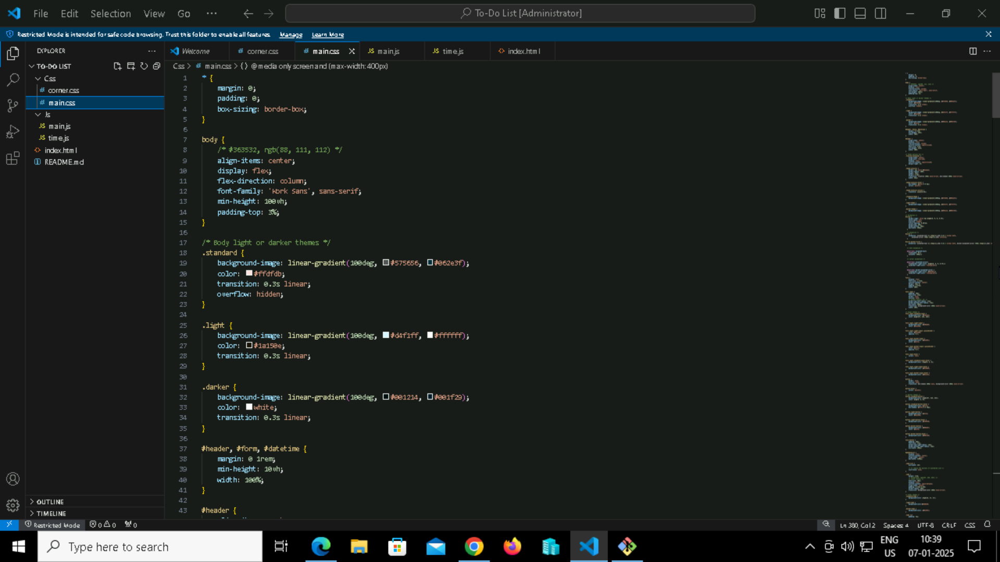 File Edit Selection View Go ··· To-Do List [Administrator]
Restricted Mode is intended for safe code browsing. Trust this folder to enable all features. Manage Learn More
EXPLORER
Welcome # corner.css # main.css JS main.js JS time.js index.html
TO-DO LIST
Css
# corner.css
# main.css
Js
JS main.js
JS time.js
index.html
README.md
OUTLINE
TIMELINE
Css > # main.css > {} @media only screen and (max-width: 400px)
1 * {
2 margin: 0;
3 padding: 0;
4 box-sizing: border-box;
5 }
6
7 body {
8 /* #363532, rgb(88, 111, 112) */
9 align-items: center;
10 display: flex;
11 flex-direction: column;
12 font-family: 'Work Sans', sans-serif;
13 min-height: 100vh;
14 padding-top: 3%;
15 }
16
17 /* Body light or darker themes */
18 .standard {
19 background-image: linear-gradient(100deg, #575656, #062e3f);
20 color: #ffdfdb;
21 transition: 0.3s linear;
22 overflow: hidden;
23 }
24
25 .light {
26 background-image: linear-gradient(100deg, #d4f1ff, #ffffff);
27 color: #1a150e;
28 transition: 0.3s linear;
29 }
30
31 .darker {
32 background-image: linear-gradient(100deg, #001214, #001f29);
33 color: white;
34 transition: 0.3s linear;
35 }
36
37 #header, #form, #datetime {
38 margin: 0 1rem;
39 min-height: 10vh;
40 width: 100%;
41 }
42
43 #header {
Restricted Mode 0 0 0 Ln 380, Col 2 Spaces: 4 UTF-8 CRLF CSS
Type here to search
ENG
US
10:39
07-01-2025